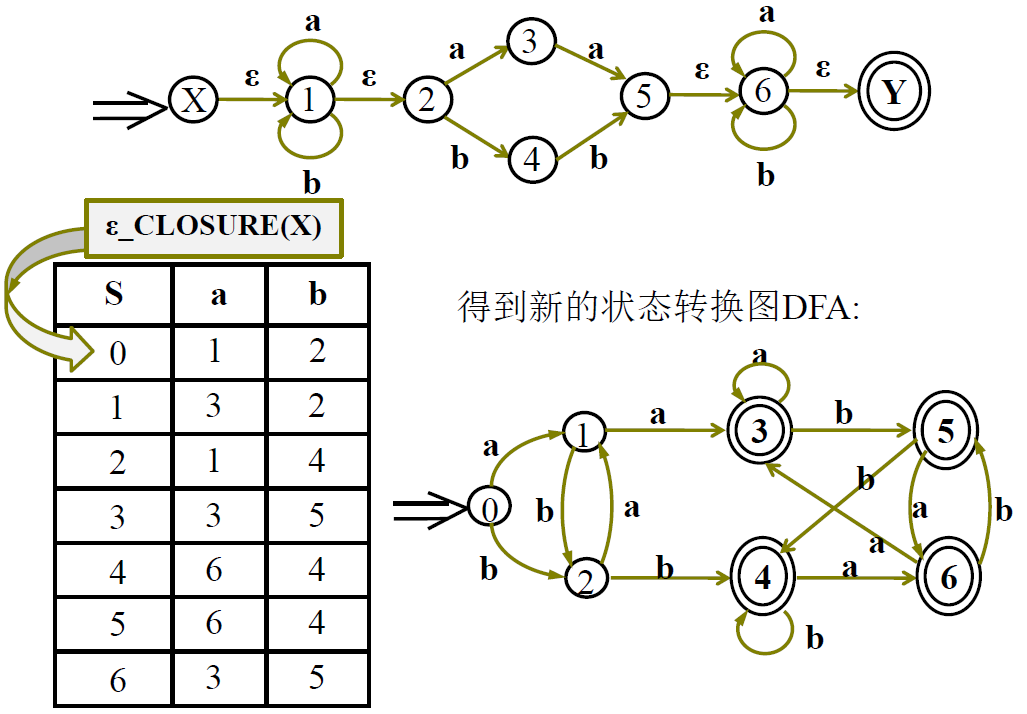 a a
a 3 a
ε ε ε ε
X 1 2 5 6 Y
b 4 b
b b
ε_CLOSURE(X)
S a b
0 1 2
1 3 2
2 1 4
3 3 5
4 6 4
5 6 4
6 3 5
得到新的状态转换图DFA:
a
a 1 a 3 b 5
0 b a b a b
b a
2 b 4 a 6
b